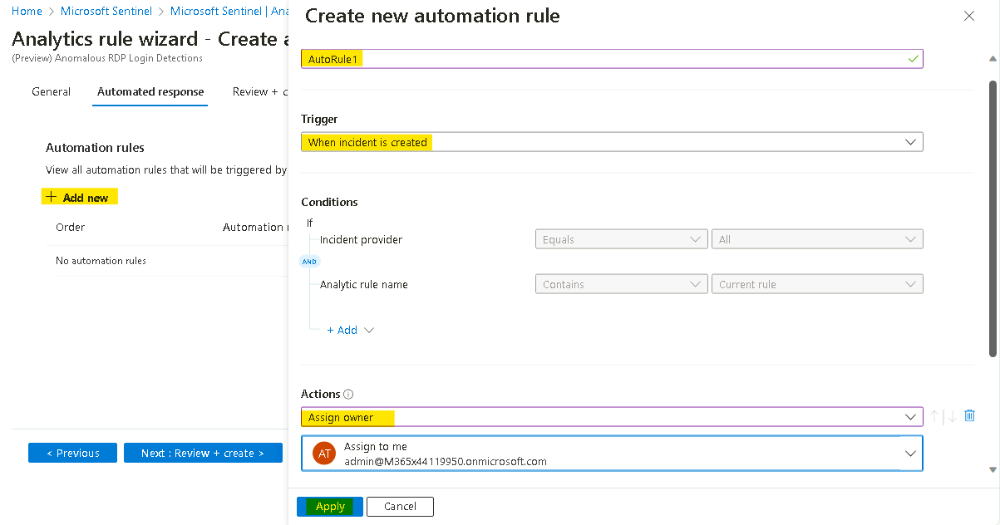 Home > Microsoft Sentinel > Microsoft Sentinel | Ana
Analytics rule wizard - Create a
(Preview) Anomalous RDP Login Detections
General Automated response Review + c
Automation rules
View all automation rules that will be triggered by
+ Add new
Order Automation r
No automation rules
< Previous Next : Review + create >
Create new automation rule
AutoRule1
Trigger
When incident is created
Conditions
If
Incident provider Equals All
AND
Analytic rule name Contains Current rule
+ Add
Actions
Assign owner
AT Assign to me
admin@M365x44119950.onmicrosoft.com
Apply Cancel